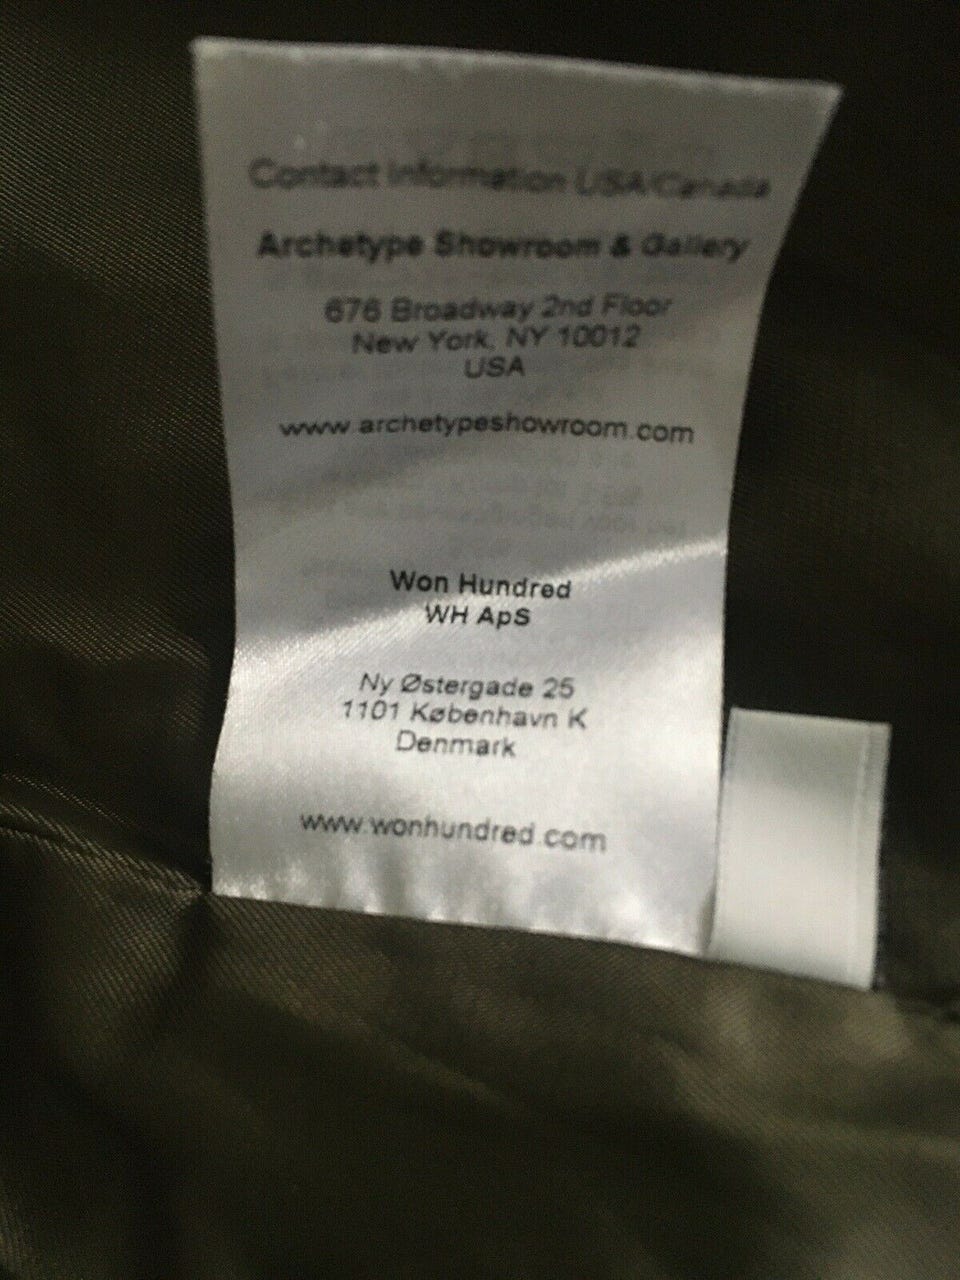 Contact Information USA/Canada
Archetype Showroom & Gallery
676 Broadway 2nd Floor
New York, NY 10012
USA
www.archetypeshowroom.com
Won Hundred
WH ApS
Ny Østergade 25
1101 København K
Denmark
www.wonhundred.com